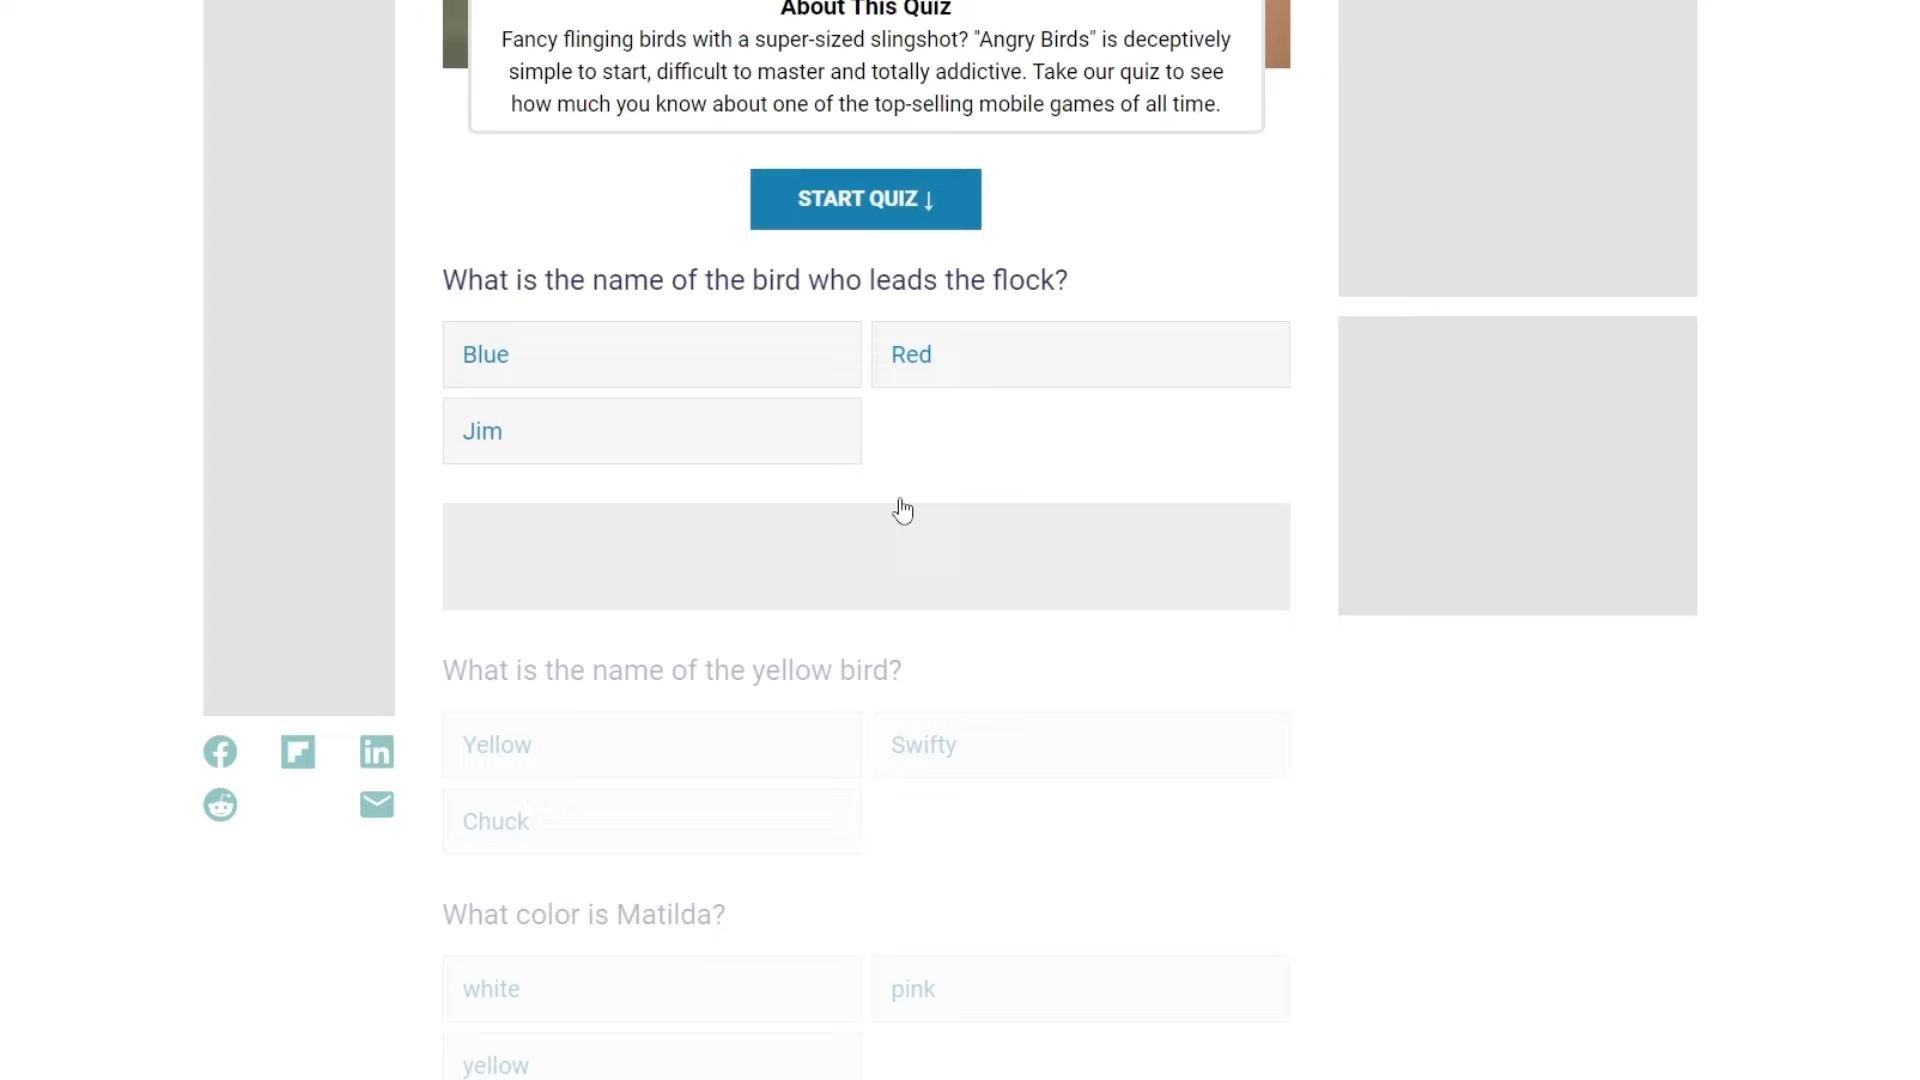 About This Quiz
Fancy flinging birds with a super-sized slingshot? "Angry Birds" is deceptively
simple to start, difficult to master and totally addictive. Take our quiz to see
how much you know about one of the top-selling mobile games of all time.
START QUIZ ↓
What is the name of the bird who leads the flock?
Blue
Red
Jim
What is the name of the yellow bird?
Yellow
Swifty
Chuck
What color is Matilda?
white
pink
yellow